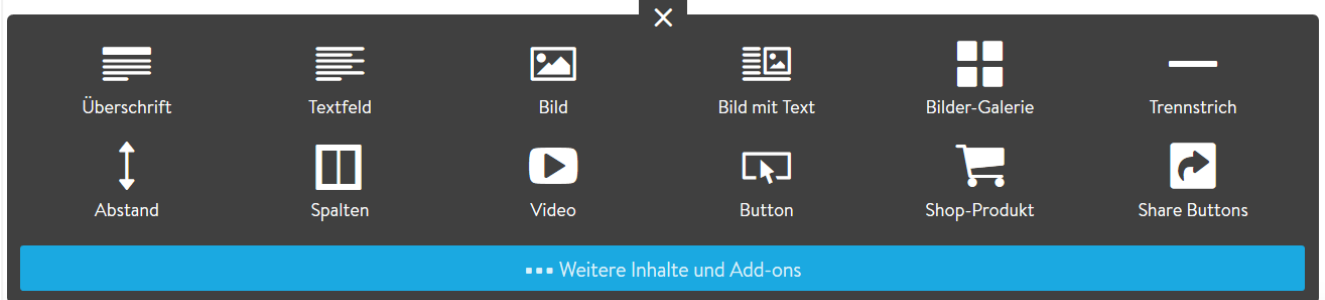 Überschrift Textfeld Bild Bild mit Text Bilder-Galerie Trennstrich
Abstand Spalten Video Button Shop-Produkt Share Buttons
Weitere Inhalte und Add-ons